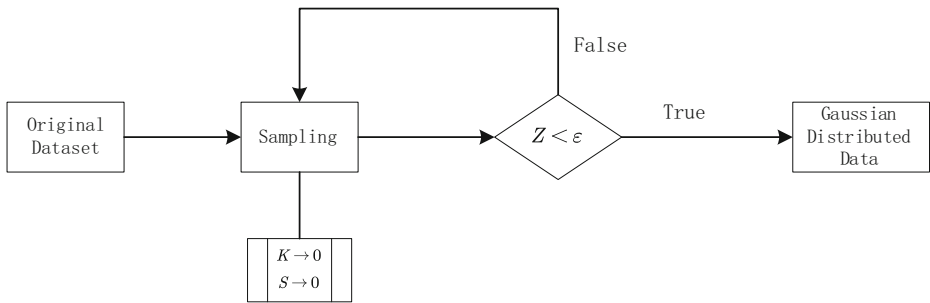 False
Original
Dataset
Sampling
Z < ε
True
Gaussian
Distributed
Data
K → 0
S → 0